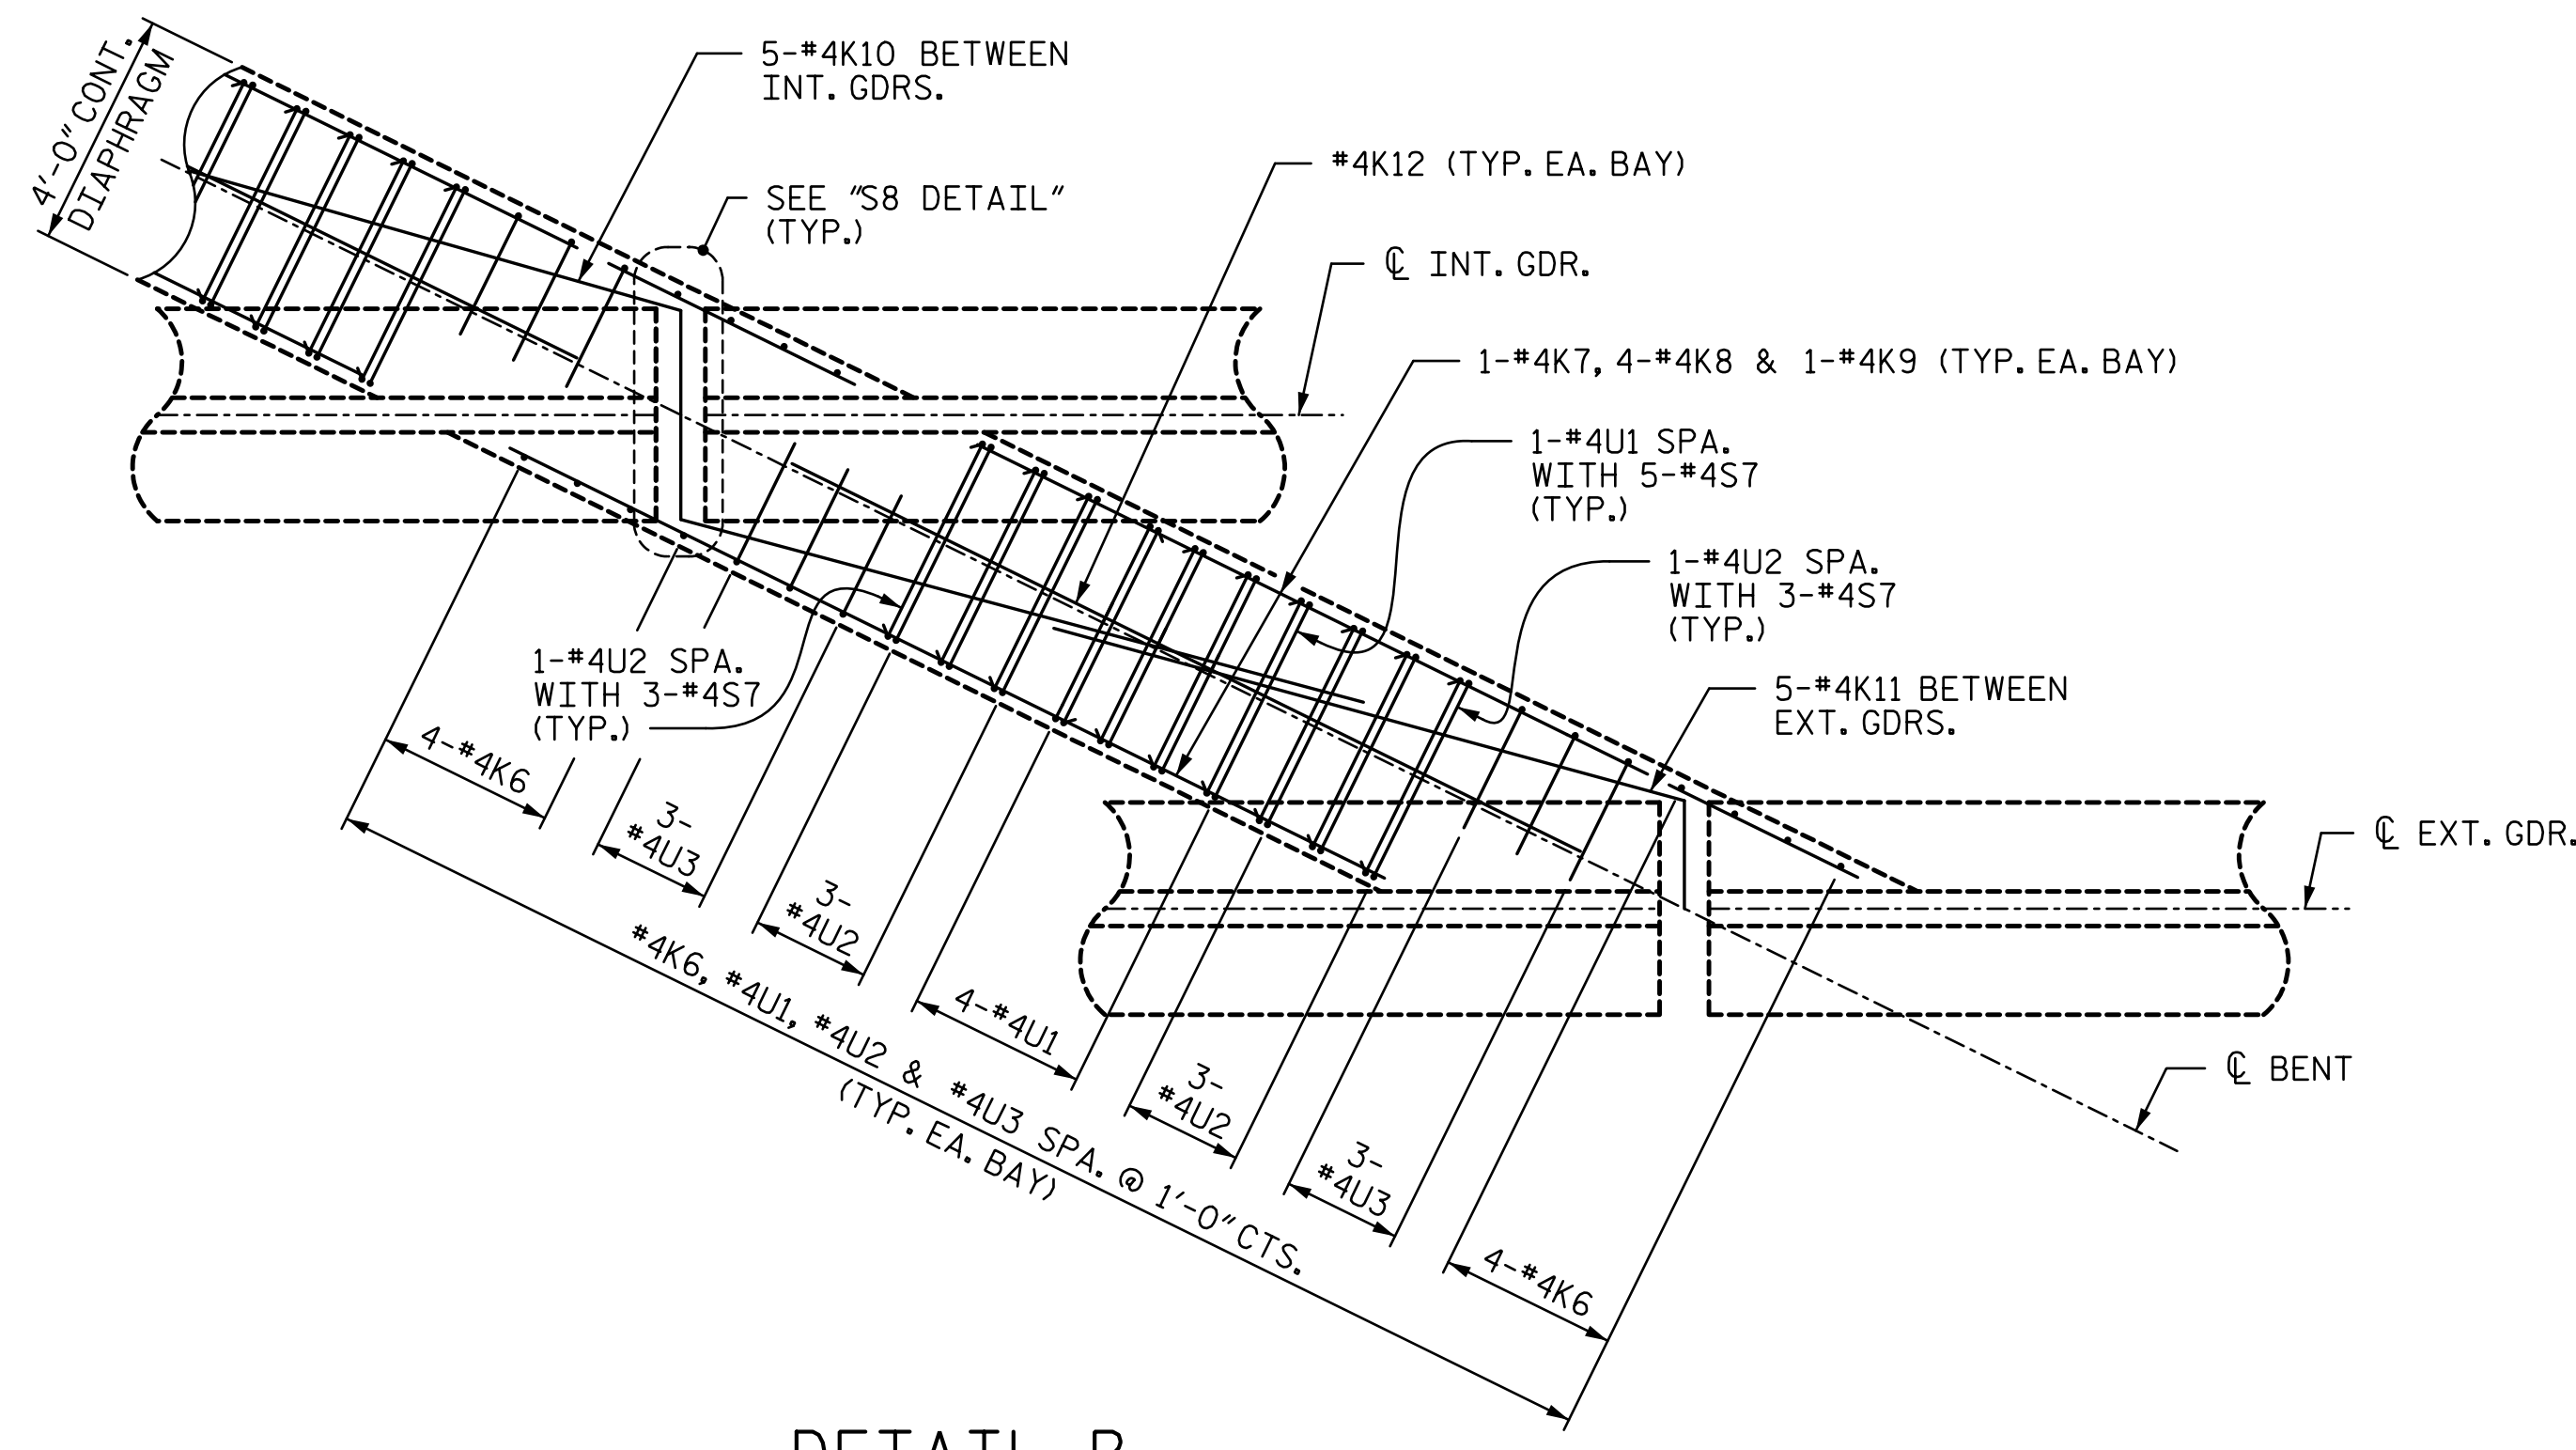 4'-0" CONT.
DIAPHRAGM
5-#4K10 BETWEEN
INT. GDRS.
SEE "S8 DETAIL"
(TYP.)
#4K12 (TYP. EA. BAY)
℄ INT. GDR.
1-#4K7, 4-#4K8 & 1-#4K9 (TYP. EA. BAY)
1-#4U1 SPA.
WITH 5-#4S7
(TYP.)
1-#4U2 SPA.
WITH 3-#4S7
(TYP.)
1-#4U2 SPA.
WITH 3-#4S7
(TYP.)
5-#4K11 BETWEEN
EXT. GDRS.
℄ EXT. GDR.
℄ BENT
4-#4K6
3-
#4U3
3-
#4U2
4-#4U1
3-
#4U2
3-
#4U3
4-#4K6
#4K6, #4U1, #4U2 & #4U3 SPA. @ 1'-0" CTS.
(TYP. EA. BAY)
DETAIL B